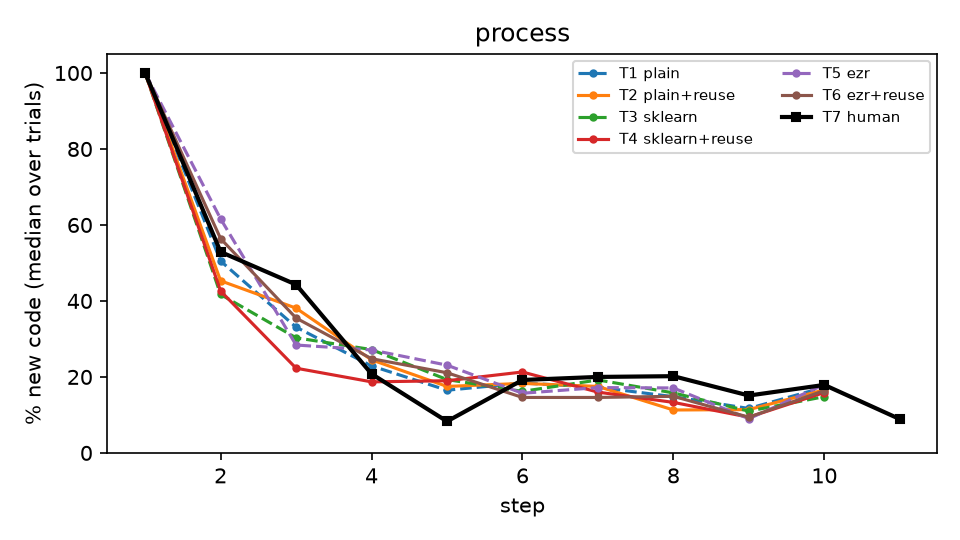 process
% new code (median over trials)
100
80
60
40
20
0
T1 plain
T2 plain+reuse
T3 sklearn
T4 sklearn+reuse
T5 ezr
T6 ezr+reuse
T7 human
2 4 6 8 10
step